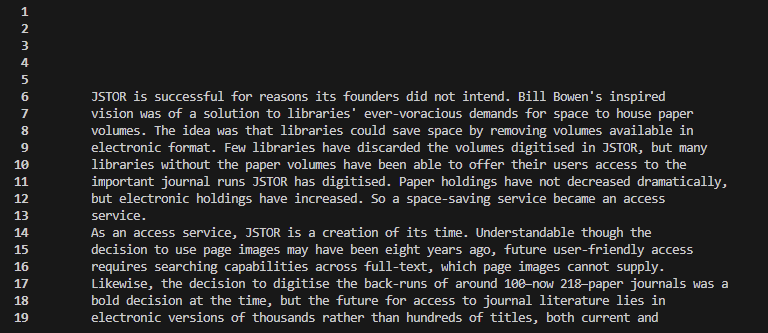 1
2
3
4
5
6 JSTOR is successful for reasons its founders did not intend. Bill Bowen's inspired
7 vision was of a solution to libraries' ever-voracious demands for space to house paper
8 volumes. The idea was that libraries could save space by removing volumes available in
9 electronic format. Few libraries have discarded the volumes digitised in JSTOR, but many
10 libraries without the paper volumes have been able to offer their users access to the
11 important journal runs JSTOR has digitised. Paper holdings have not decreased dramatically,
12 but electronic holdings have increased. So a space-saving service became an access
13 service.
14 As an access service, JSTOR is a creation of its time. Understandable though the
15 decision to use page images may have been eight years ago, future user-friendly access
16 requires searching capabilities across full-text, which page images cannot supply.
17 Likewise, the decision to digitise the back-runs of around 100—now 218—paper journals was a
18 bold decision at the time, but the future for access to journal literature lies in
19 electronic versions of thousands rather than hundreds of titles, both current and